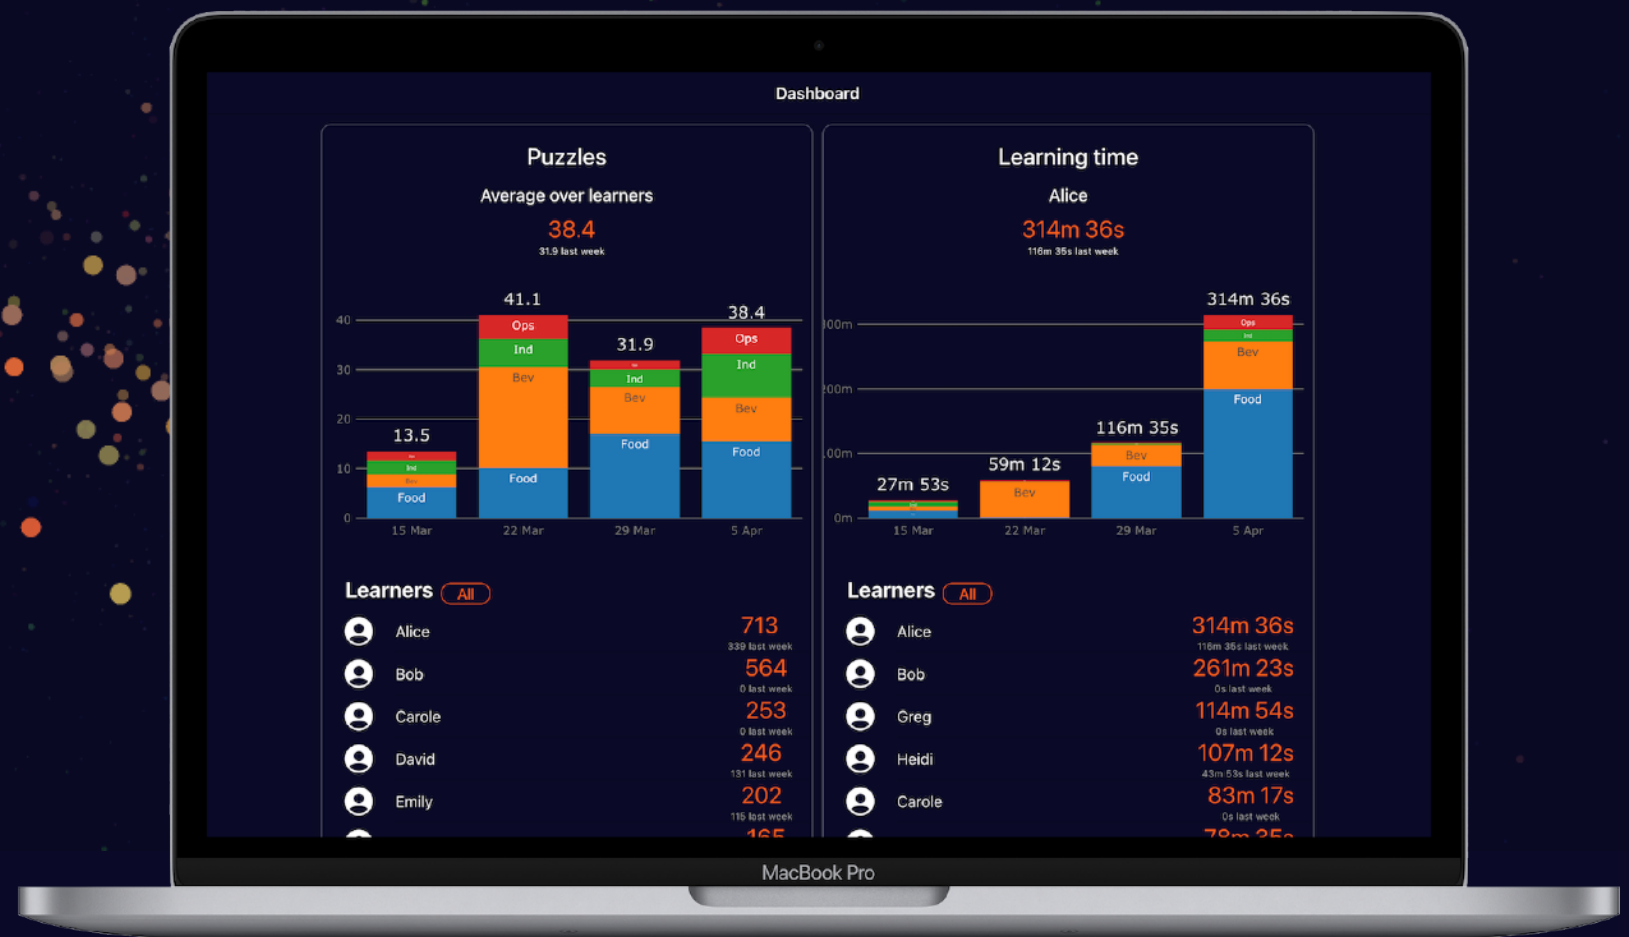 Dashboard
Puzzles
Average over learners
38.4
31.9 last week
40
30
20
10
0
13.5
Ind
Bev
Food
41.1
Ops
Ind
Bev
Food
31.9
Ind
Bev
Food
38.4
Ops
Ind
Bev
Food
15 Mar
22 Mar
29 Mar
5 Apr
Learners All
Alice 713
339 last week
Bob 564
0 last week
Carole 253
0 last week
David 246
131 last week
Emily 202
115 last week
165
Learning time
Alice
314m 36s
116m 35s last week
00m
200m
00m
0m
27m 53s
59m 12s
Bev
116m 35s
Bev
Food
314m 36s
Ops
Ind
Bev
Food
15 Mar
22 Mar
29 Mar
5 Apr
Learners All
Alice 314m 36s
116m 35s last week
Bob 261m 23s
0s last week
Greg 114m 54s
0s last week
Heidi 107m 12s
43m 53s last week
Carole 83m 17s
0s last week
78m 35s
MacBook Pro